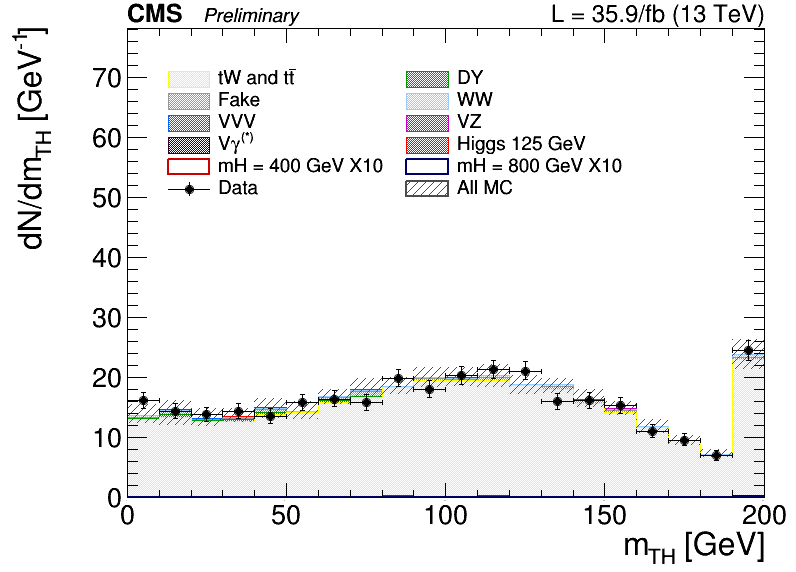 CMS Preliminary L = 35.9/fb (13 TeV)
dN/dm_TH [GeV⁻¹]
tW and tt̄ DY
Fake WW
VVV VZ
Vγ⁽*⁾ Higgs 125 GeV
mH = 400 GeV X10 mH = 800 GeV X10
Data All MC
70
60
50
40
30
20
10
0
0 50 100 150 200
m_TH [GeV]